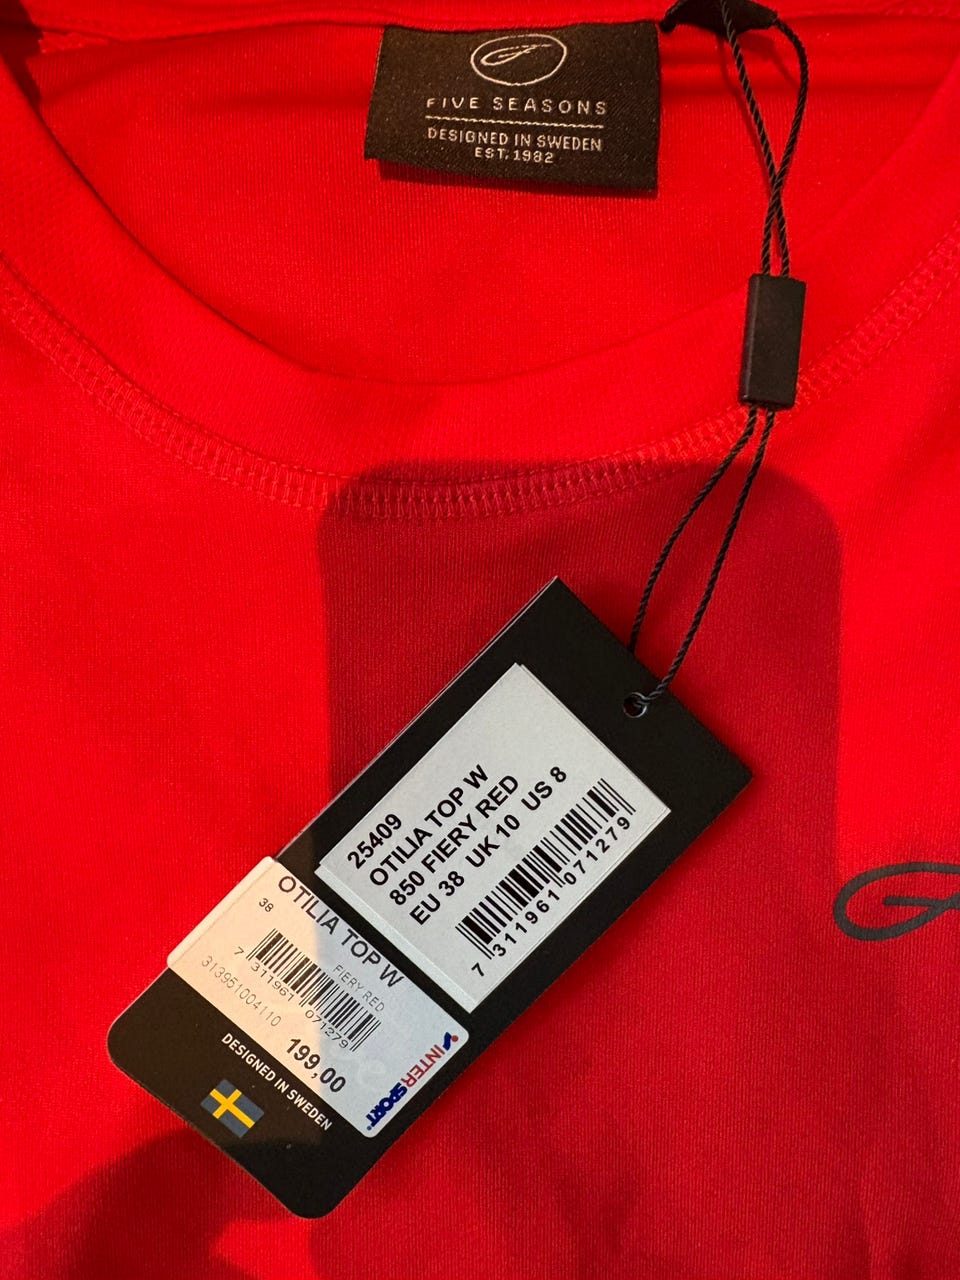 FIVE SEASONS
DESIGNED IN SWEDEN
EST. 1982
25409
OTILIA TOP W
850 FIERY RED
EU 38 UK 10 US 8
7 311961 071279
OTILIA TOP W
38
FIERY RED
7 311961 071279
313951004110
199,00
INTERSPORT
DESIGNED IN SWEDEN